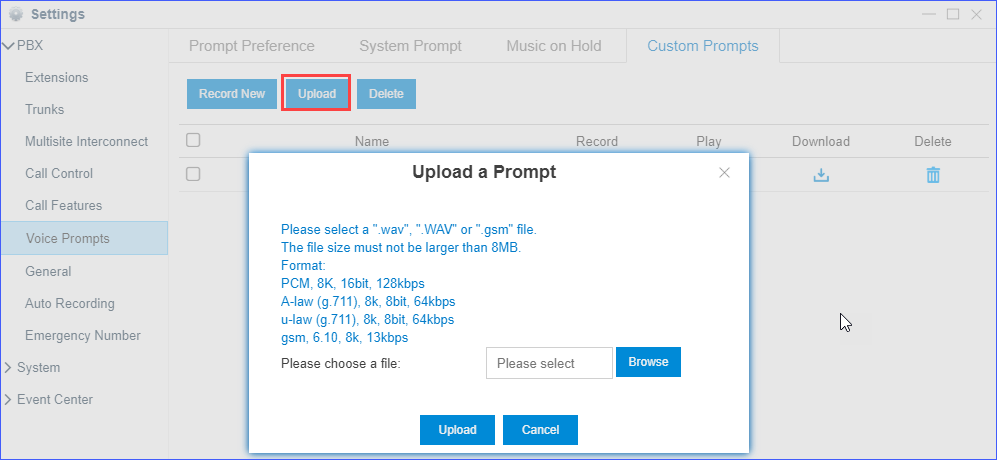 Settings
PBX
Extensions
Trunks
Multisite Interconnect
Call Control
Call Features
Voice Prompts
General
Auto Recording
Emergency Number
System
Event Center
Prompt Preference System Prompt Music on Hold Custom Prompts
Record New Upload Delete
Name Record Play Download Delete
Upload a Prompt
Please select a ".wav", ".WAV" or ".gsm" file.
The file size must not be larger than 8MB.
Format:
PCM, 8K, 16bit, 128kbps
A-law (g.711), 8k, 8bit, 64kbps
u-law (g.711), 8k, 8bit, 64kbps
gsm, 6.10, 8k, 13kbps
Please choose a file: Please select Browse
Upload Cancel